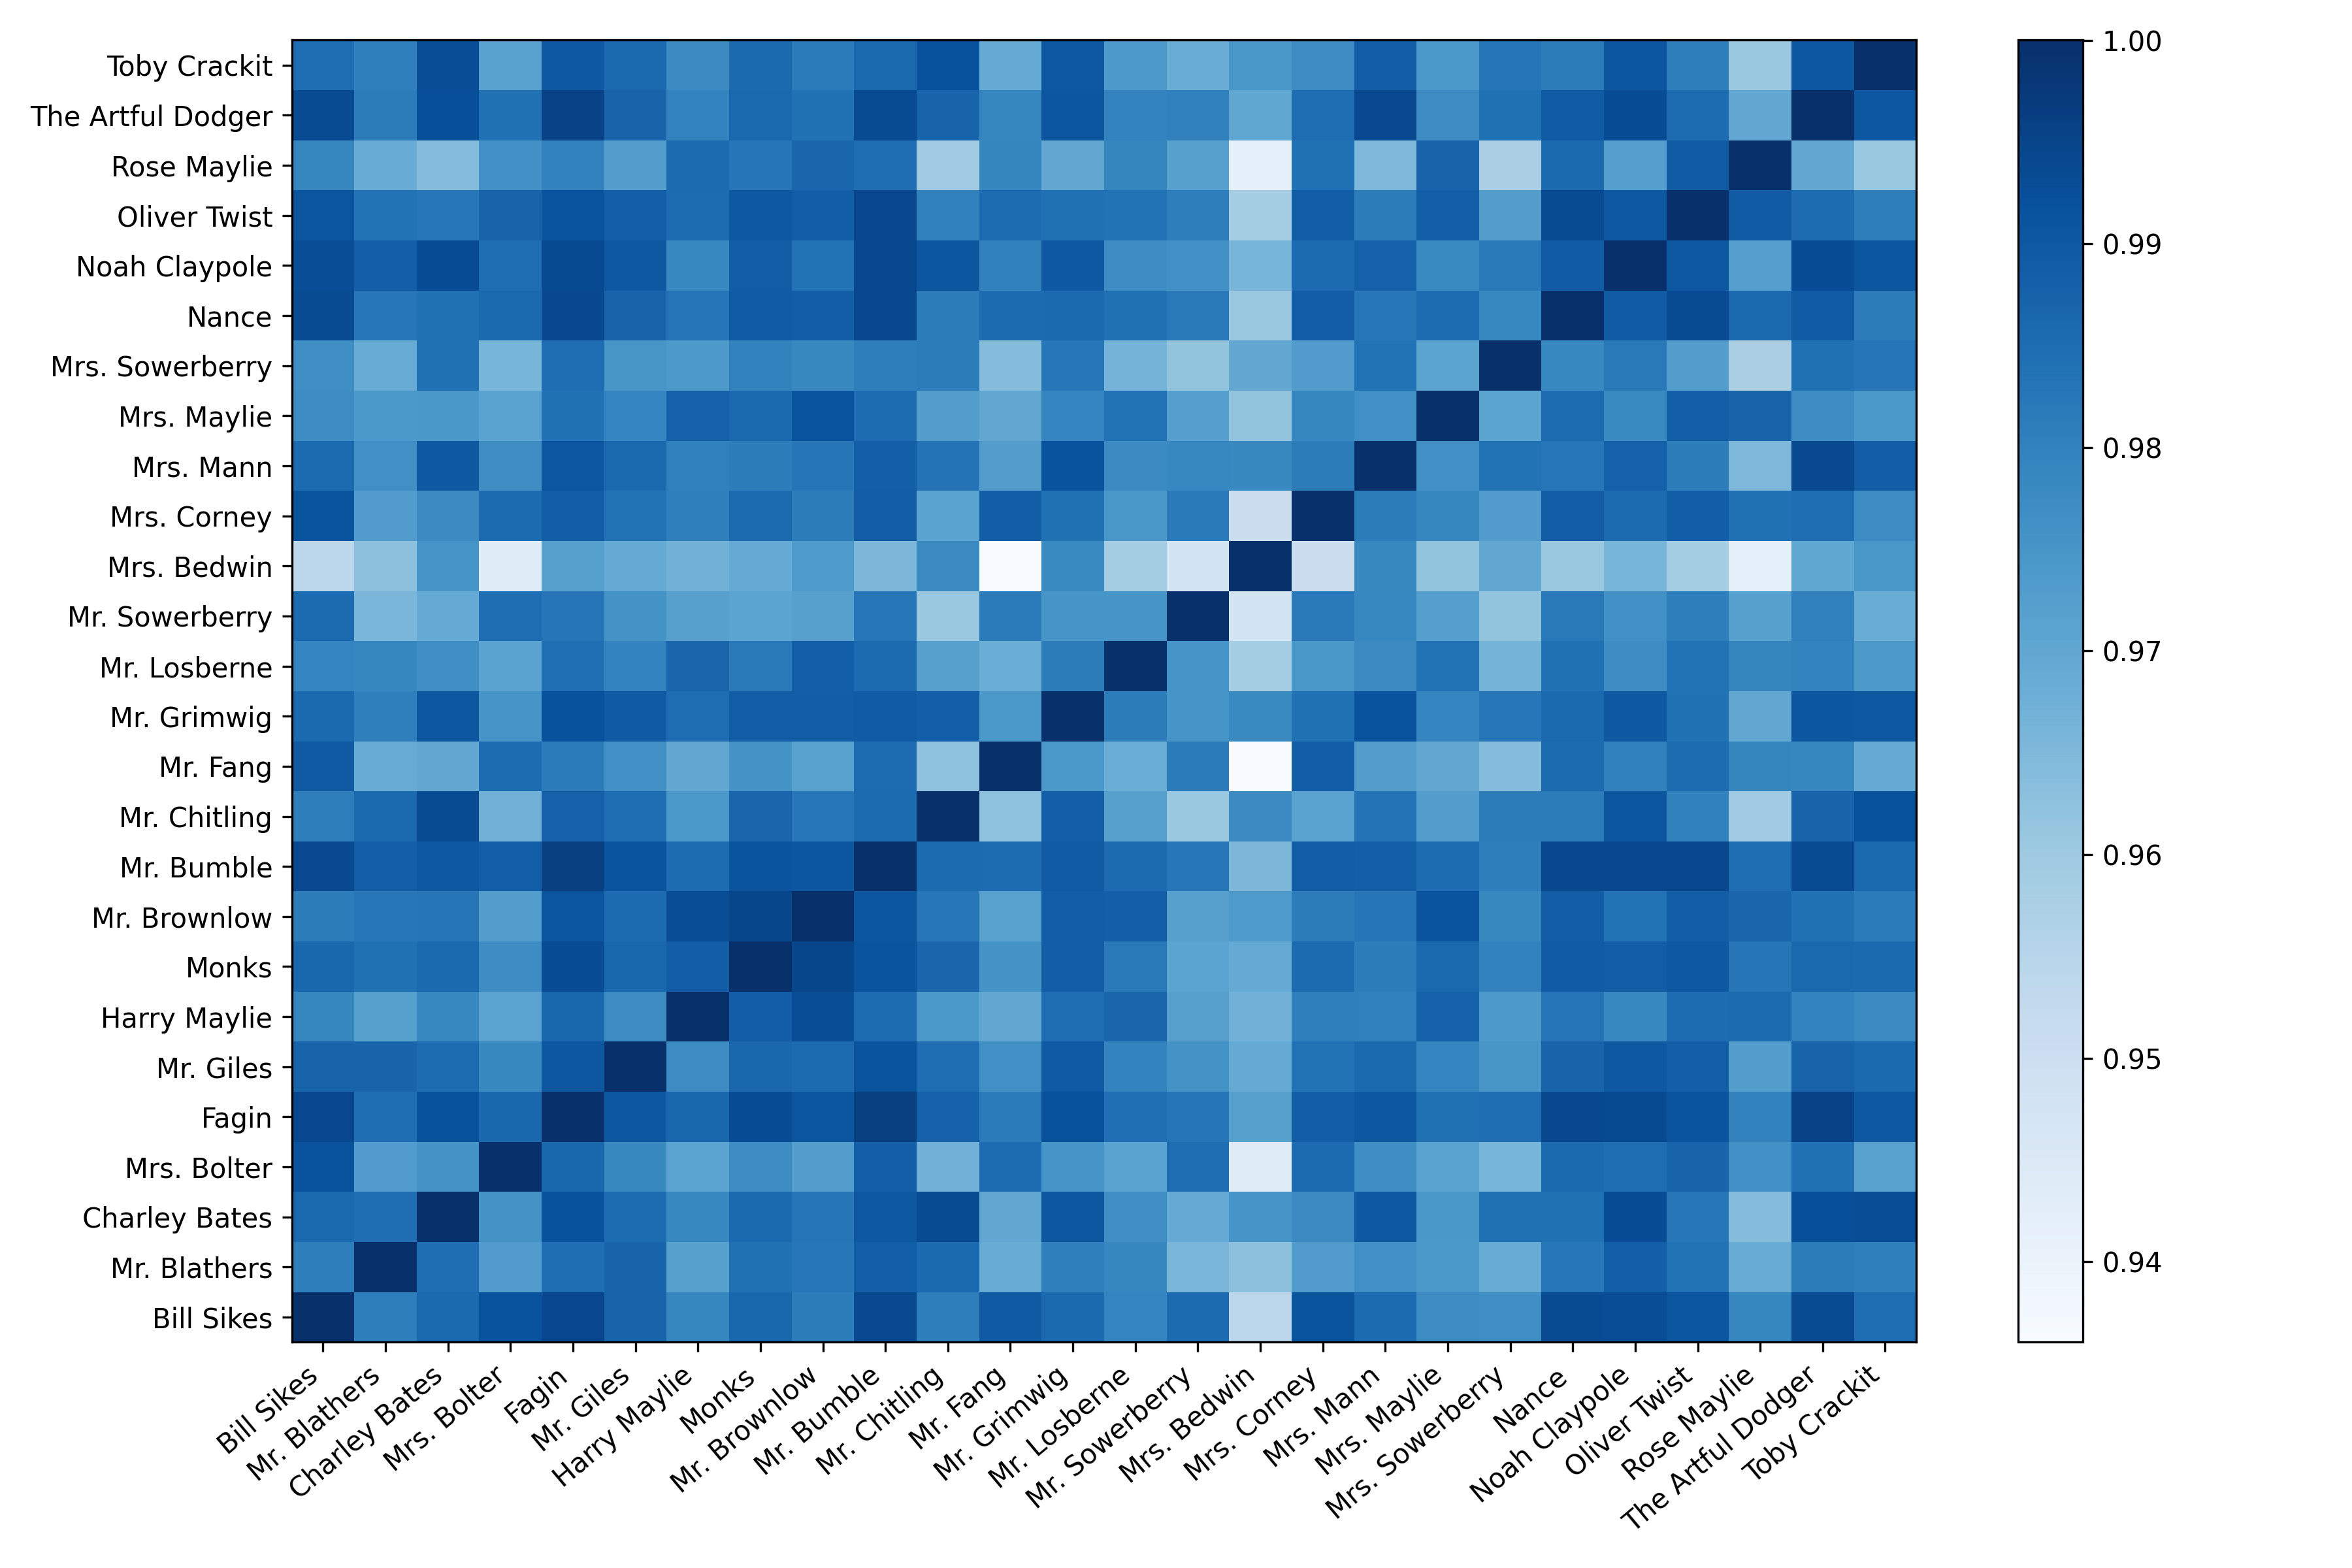 Toby Crackit
The Artful Dodger
Rose Maylie
Oliver Twist
Noah Claypole
Nance
Mrs. Sowerberry
Mrs. Maylie
Mrs. Mann
Mrs. Corney
Mrs. Bedwin
Mr. Sowerberry
Mr. Losberne
Mr. Grimwig
Mr. Fang
Mr. Chitling
Mr. Bumble
Mr. Brownlow
Monks
Harry Maylie
Mr. Giles
Fagin
Mrs. Bolter
Charley Bates
Mr. Blathers
Bill Sikes
Bill Sikes
Mr. Blathers
Charley Bates
Mrs. Bolter
Fagin
Mr. Giles
Harry Maylie
Monks
Mr. Brownlow
Mr. Bumble
Mr. Chitling
Mr. Fang
Mr. Grimwig
Mr. Losberne
Mr. Sowerberry
Mrs. Bedwin
Mrs. Corney
Mrs. Mann
Mrs. Maylie
Mrs. Sowerberry
Nance
Noah Claypole
Oliver Twist
Rose Maylie
The Artful Dodger
Toby Crackit
1.00
0.99
0.98
0.97
0.96
0.95
0.94